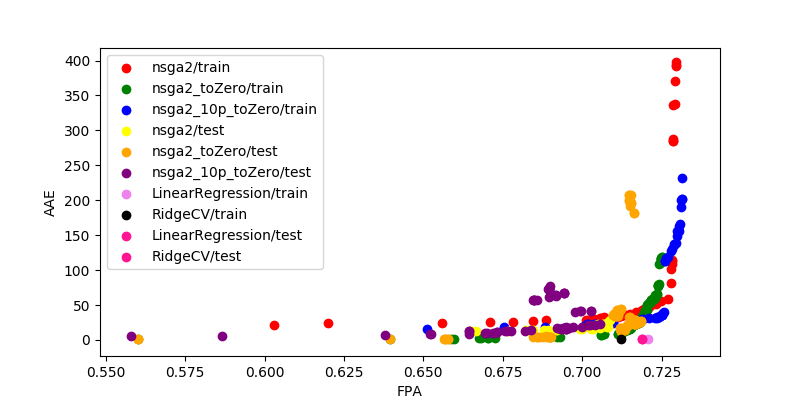 400
350
300
250
200
150
100
50
0
AAE
nsga2/train
nsga2_toZero/train
nsga2_10p_toZero/train
nsga2/test
nsga2_toZero/test
nsga2_10p_toZero/test
LinearRegression/train
RidgeCV/train
LinearRegression/test
RidgeCV/test
0.550 0.575 0.600 0.625 0.650 0.675 0.700 0.725
FPA